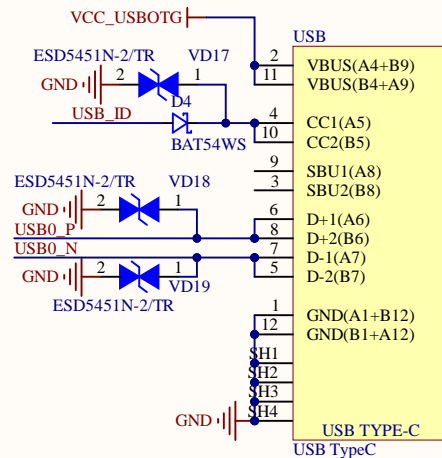 VCC_USBOTG
USB
ESD5451N-2/TR
VD17
2
VBUS(A4+B9)
GND
2
1
11
VBUS(B4+A9)
D4
USB_ID
4
CC1(A5)
10
CC2(B5)
BAT54WS
9
SBU1(A8)
ESD5451N-2/TR
VD18
3
SBU2(B8)
GND
2
1
6
D+1(A6)
USB0_P
8
D+2(B6)
USB0_N
7
D-1(A7)
GND
2
1
5
D-2(B7)
VD19
ESD5451N-2/TR
1
GND(A1+B12)
12
GND(B1+A12)
SH1
SH2
SH3
GND
SH4
USB TYPE-C
USB TypeC